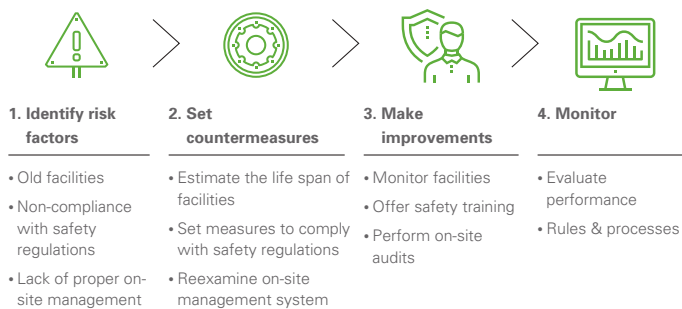 1. Identify risk
factors
• Old facilities
• Non-compliance
with safety
regulations
• Lack of proper on-
site management
2. Set
countermeasures
• Estimate the life span of
facilities
• Set measures to comply
with safety regulations
• Reexamine on-site
management system
3. Make
improvements
• Monitor facilities
• Offer safety training
• Perform on-site
audits
4. Monitor
• Evaluate
performance
• Rules & processes